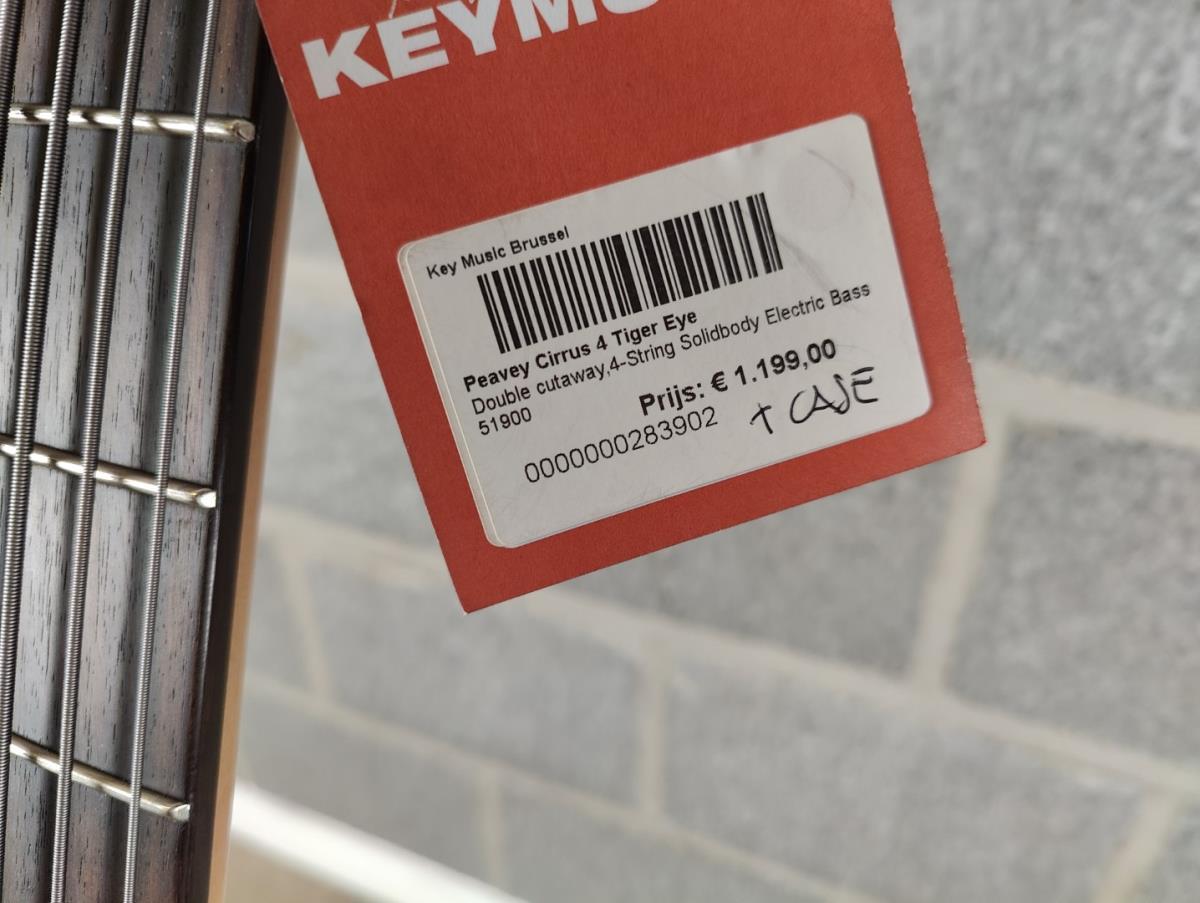 KEYMU
Key Music Brussel
Peavey Cirrus 4 Tiger Eye
Double cutaway,4-String Solidbody Electric Bass
51900
Prijs: € 1.199,00
0000000283902
+ CASE